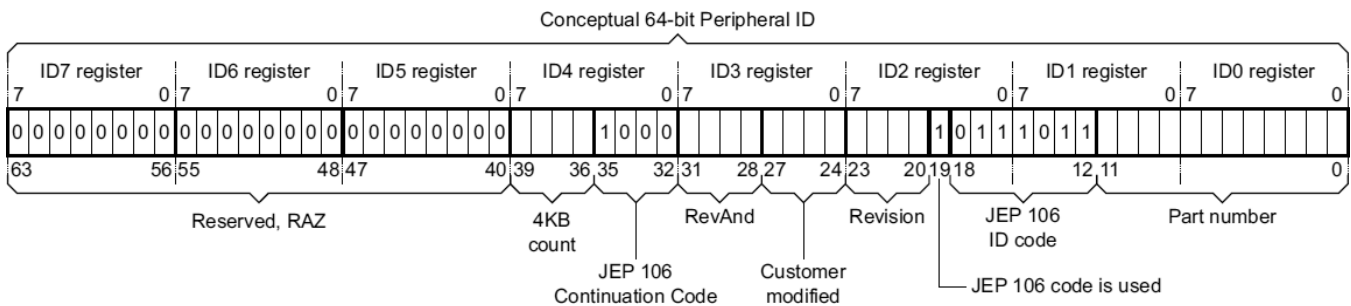 Conceptual 64-bit Peripheral ID
ID7 register ID6 register ID5 register ID4 register ID3 register ID2 register ID1 register ID0 register
7 0 7 0 7 0 7 0 7 0 7 0 7 0 7 0
0 0 0 0 0 0 0 0 0 0 0 0 0 0 0 0 0 0 0 0 0 0 0 0 1 0 0 0 1 0 1 1 1 0 1 1
63 56 55 48 47 40 39 36 35 32 31 28 27 24 23 20 19 18 12 11 0
Reserved, RAZ 4KB RevAnd Revision JEP 106 Part number
count ID code
JEP 106 Customer JEP 106 code is used
Continuation Code modified